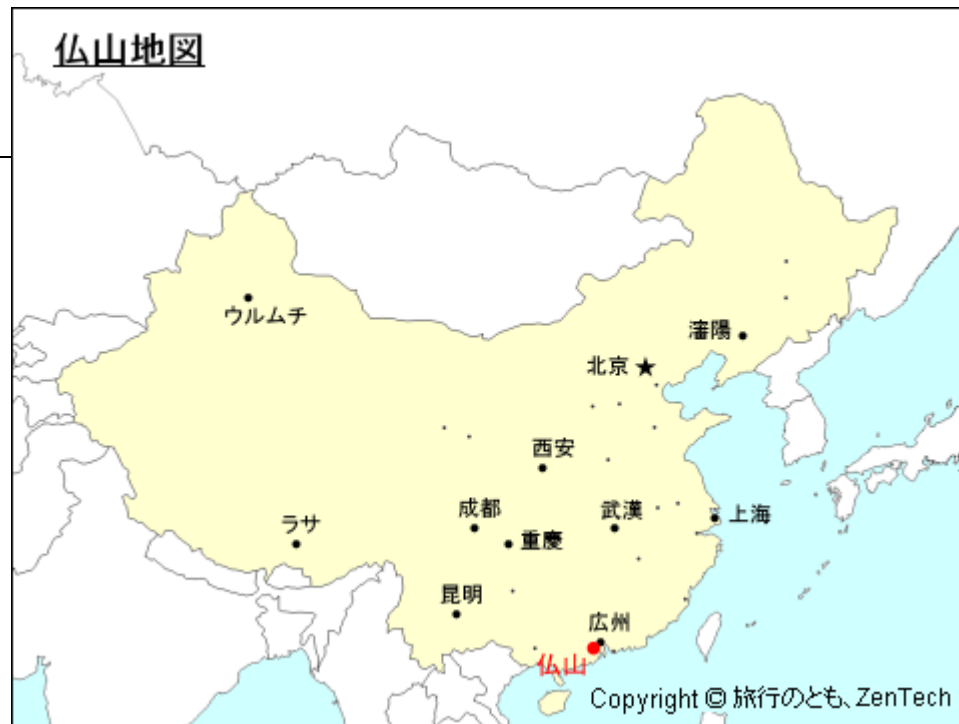 仏山地図
ウルムチ
瀋陽
北京
西安
成都
武漢
上海
ラサ
重慶
昆明
広州
仏山
Copyright © 旅行のとも、ZenTech